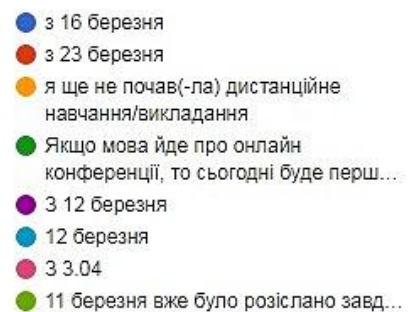 з 16 березня
з 23 березня
я ще не почав(-ла) дистанційне
навчання/викладання
Якщо мова йде про онлайн
конференції, то сьогодні буде перш...
З 12 березня
12 березня
З 3.04
11 березня вже було розіслано завд...